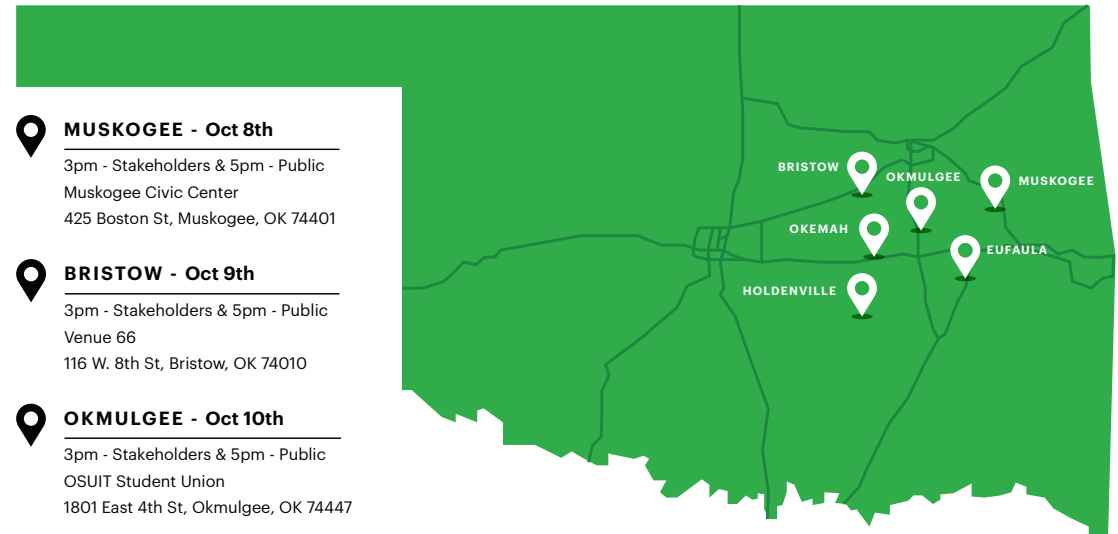 MUSKOGEE - Oct 8th
3pm - Stakeholders & 5pm - Public
Muskogee Civic Center
425 Boston St, Muskogee, OK 74401
BRISTOW - Oct 9th
3pm - Stakeholders & 5pm - Public
Venue 66
116 W. 8th St, Bristow, OK 74010
OKMULGEE - Oct 10th
3pm - Stakeholders & 5pm - Public
OSUIT Student Union
1801 East 4th St, Okmulgee, OK 74447
BRISTOW
OKMULGEE
MUSKOGEE
OKEMAH
EUFAULA
HOLDENVILLE